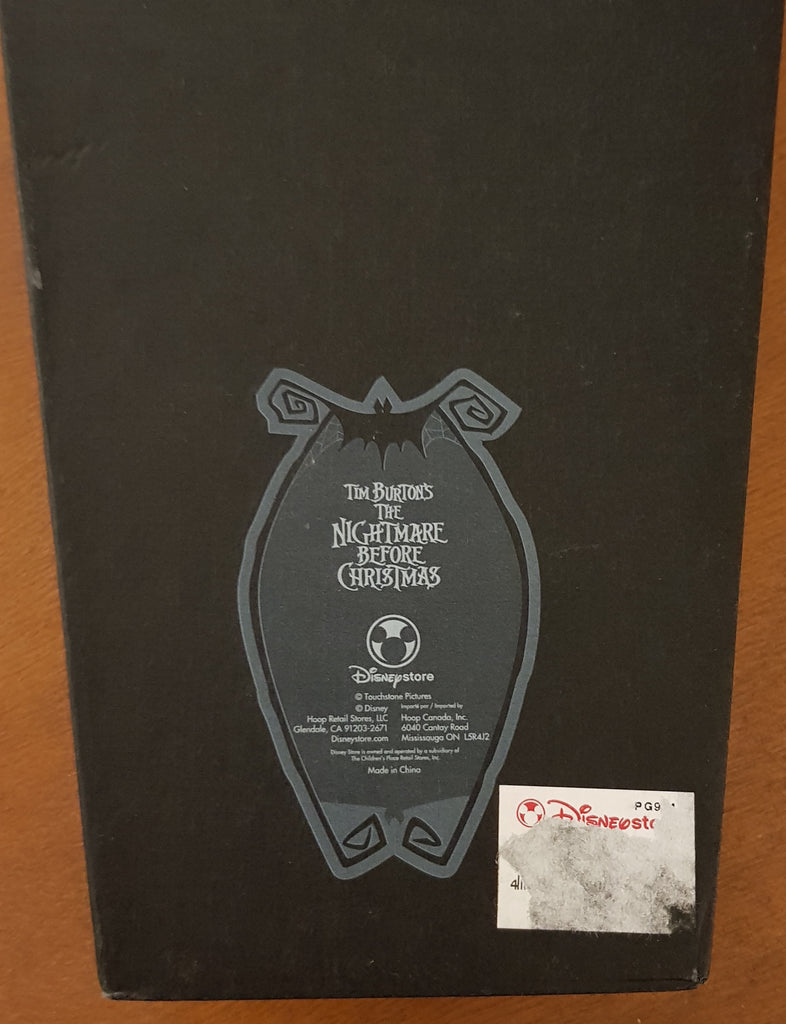 TIM BURTON'S
THE
NIGHTMARE
BEFORE
CHRISTMAS
DISNEYstore
© Touchstone Pictures
© Disney
Hoop Retail Stores, LLC
Glendale, CA 91203-2671
Disneystore.com
Importé par / Imported by
Hoop Canada, Inc.
6040 Cantay Road
Mississauga ON L5R4J2
Disney Store is owned and operated by a subsidiary of
The Children's Place Retail Stores, Inc.
Made in China
PG9
DISNEYsto